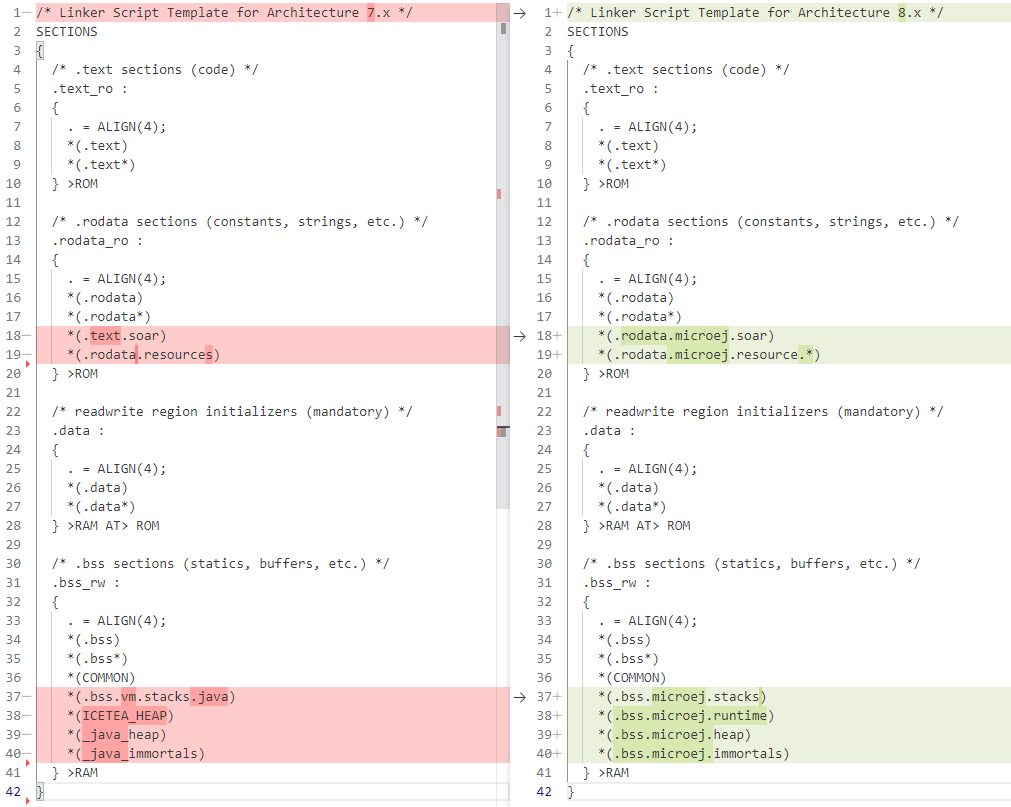 1 /* Linker Script Template for Architecture 7.x */
2 SECTIONS
3 {
4 /* .text sections (code) */
5 .text_ro :
6 {
7 . = ALIGN(4);
8 *(.text)
9 *(.text*)
10 } >ROM
11
12 /* .rodata sections (constants, strings, etc.) */
13 .rodata_ro :
14 {
15 . = ALIGN(4);
16 *(.rodata)
17 *(.rodata*)
18 *(.text.soar)
19 *(.rodata.resources)
20 } >ROM
21
22 /* readwrite region initializers (mandatory) */
23 .data :
24 {
25 . = ALIGN(4);
26 *(.data)
27 *(.data*)
28 } >RAM AT> ROM
29
30 /* .bss sections (statics, buffers, etc.) */
31 .bss_rw :
32 {
33 . = ALIGN(4);
34 *(.bss)
35 *(.bss*)
36 *(COMMON)
37 *(.bss.vm.stacks.java)
38 *(ICETEA_HEAP)
39 *(_java_heap)
40 *(_java_immortals)
41 } >RAM
42 }
1+ /* Linker Script Template for Architecture 8.x */
2 SECTIONS
3 {
4 /* .text sections (code) */
5 .text_ro :
6 {
7 . = ALIGN(4);
8 *(.text)
9 *(.text*)
10 } >ROM
11
12 /* .rodata sections (constants, strings, etc.) */
13 .rodata_ro :
14 {
15 . = ALIGN(4);
16 *(.rodata)
17 *(.rodata*)
18+ *(.rodata.microej.soar)
19+ *(.rodata.microej.resource.*)
20 } >ROM
21
22 /* readwrite region initializers (mandatory) */
23 .data :
24 {
25 . = ALIGN(4);
26 *(.data)
27 *(.data*)
28 } >RAM AT> ROM
29
30 /* .bss sections (statics, buffers, etc.) */
31 .bss_rw :
32 {
33 . = ALIGN(4);
34 *(.bss)
35 *(.bss*)
36 *(COMMON)
37+ *(.bss.microej.stacks)
38+ *(.bss.microej.runtime)
39+ *(.bss.microej.heap)
40+ *(.bss.microej.immortals)
41 } >RAM
42 }